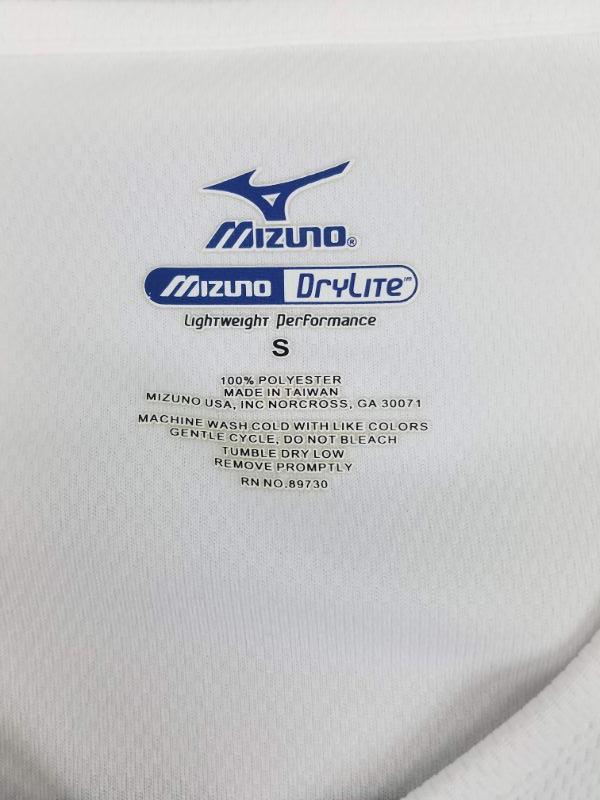 Mizuno®
Mizuno DryLite™
Lightweight Performance
S
100% POLYESTER
MADE IN TAIWAN
MIZUNO USA, INC NORCROSS, GA 30071
MACHINE WASH COLD WITH LIKE COLORS
GENTLE CYCLE, DO NOT BLEACH
TUMBLE DRY LOW
REMOVE PROMPTLY
RN NO.89730